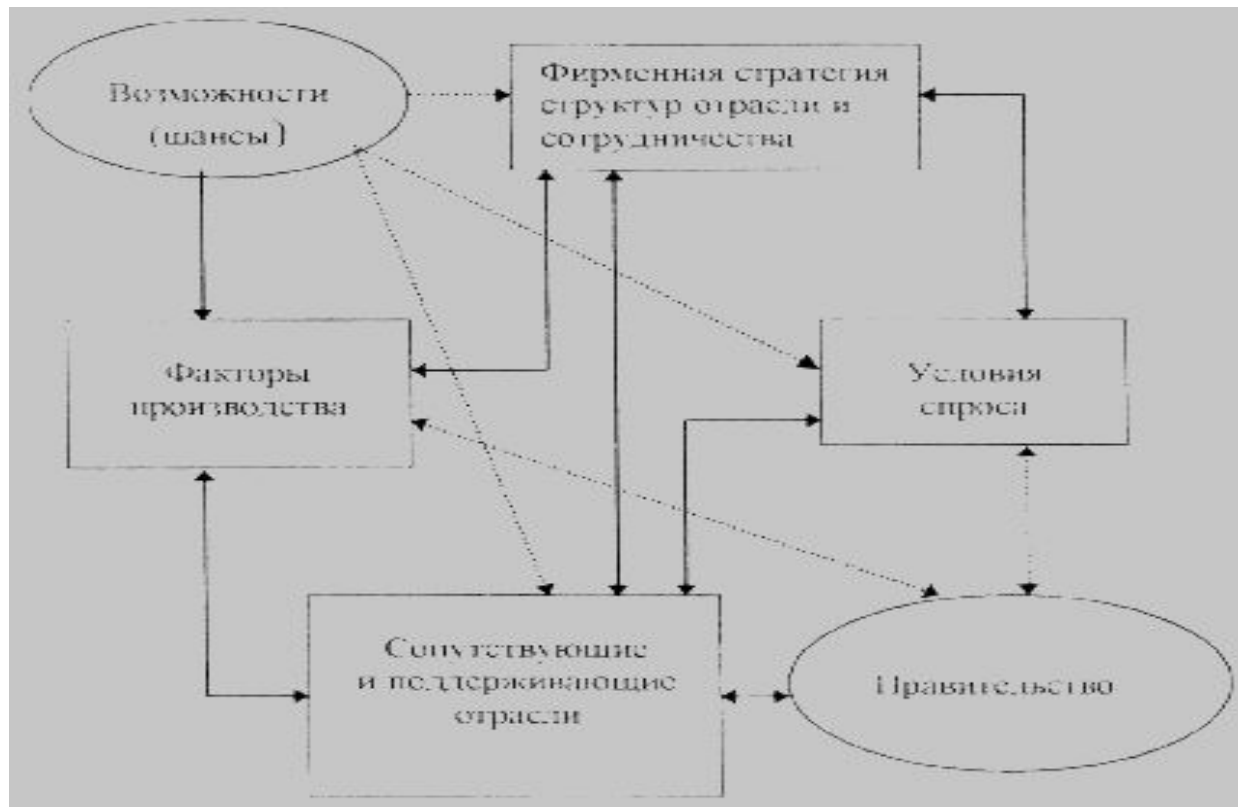 Возможности
(шансы)
Фирменная стратегия
структур отрасли и
сотрудничества
Факторы
производства
Условия
спроса
Сопутствующие
и поддерживающие
отрасли
Правительство